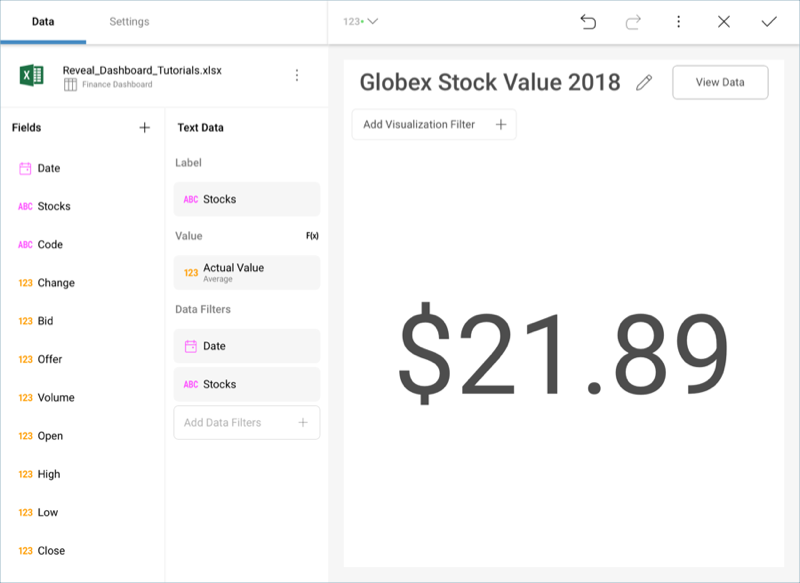 Data
Settings
123
Reveal_Dashboard_Tutorials.xlsx
Finance Dashboard
Fields
Date
ABC Stocks
ABC Code
123 Change
123 Bid
123 Offer
123 Volume
123 Open
123 High
123 Low
123 Close
Text Data
Label
ABC Stocks
Value F(x)
123 Actual Value
Average
Data Filters
Date
ABC Stocks
Add Data Filters
Globex Stock Value 2018
View Data
Add Visualization Filter
$21.89